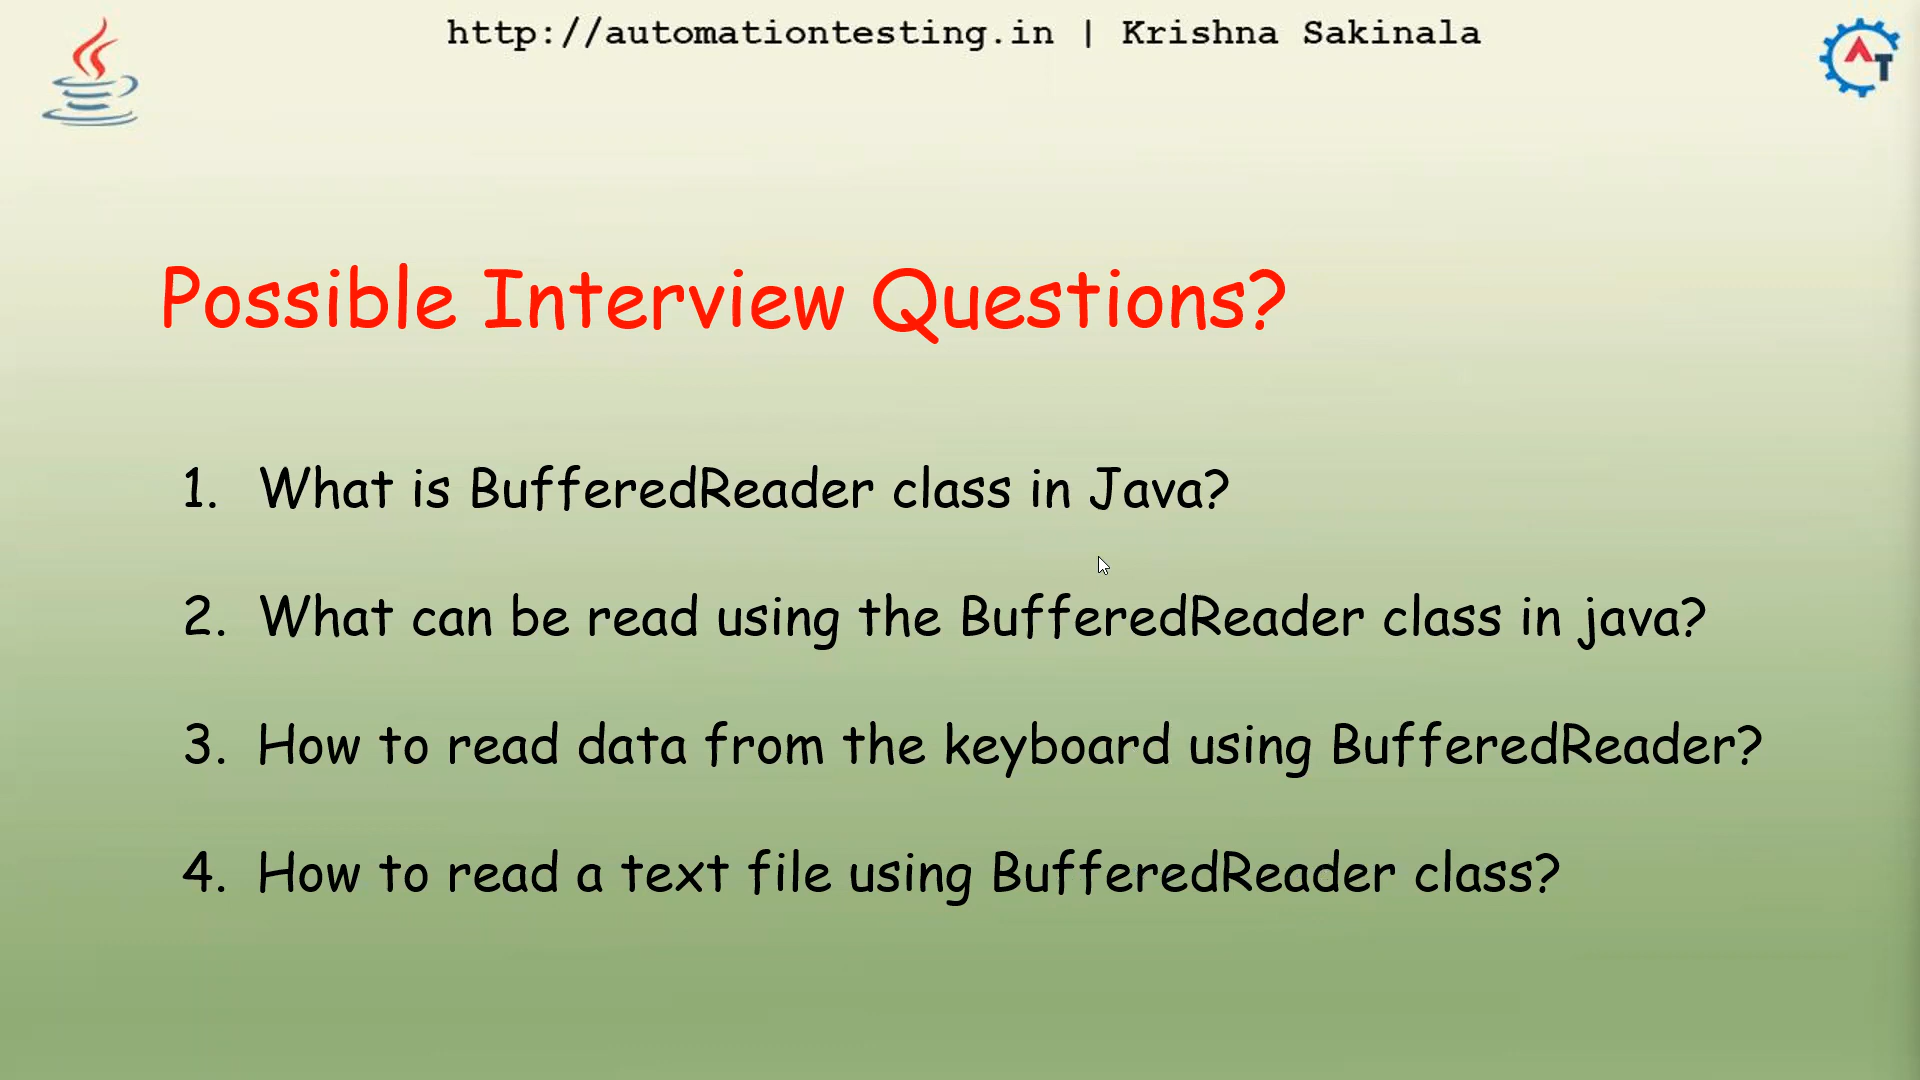 http://automationtesting.in | Krishna Sakinala
AT
Possible Interview Questions?
1. What is BufferedReader class in Java?
2. What can be read using the BufferedReader class in java?
3. How to read data from the keyboard using BufferedReader?
4. How to read a text file using BufferedReader class?